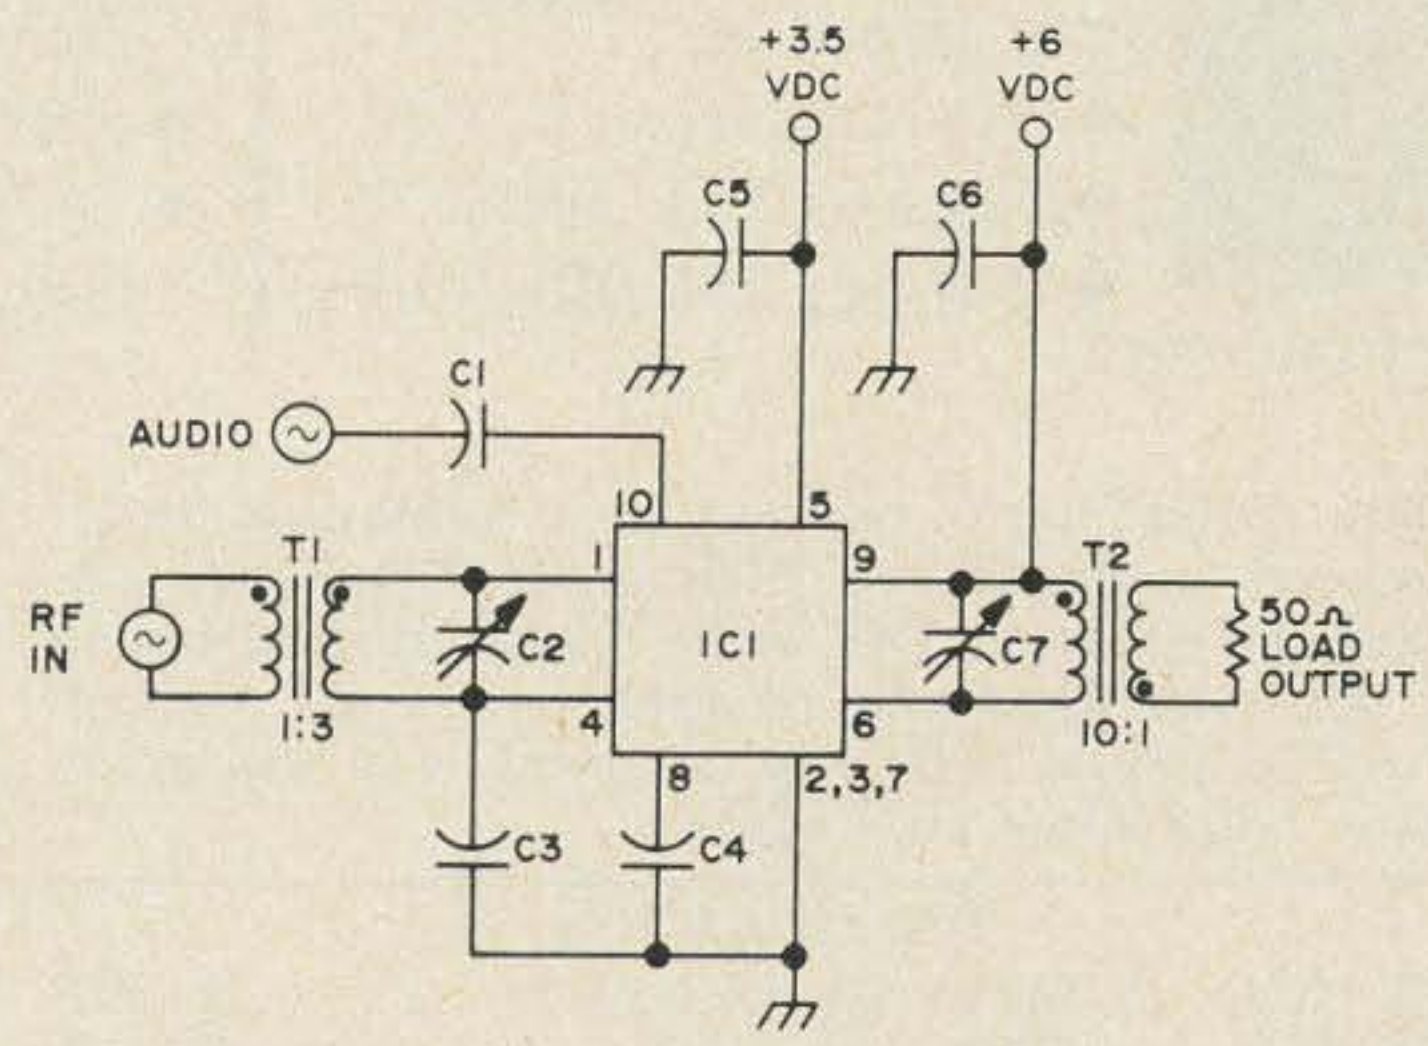 +3.5
VDC
+6
VDC
C5
C6
C1
AUDIO
10
5
T1
1
9
T2
RF
IN
C2
IC1
C7
50Ω
LOAD
OUTPUT
1:3
4
6
10:1
8
2,3,7
C3
C4